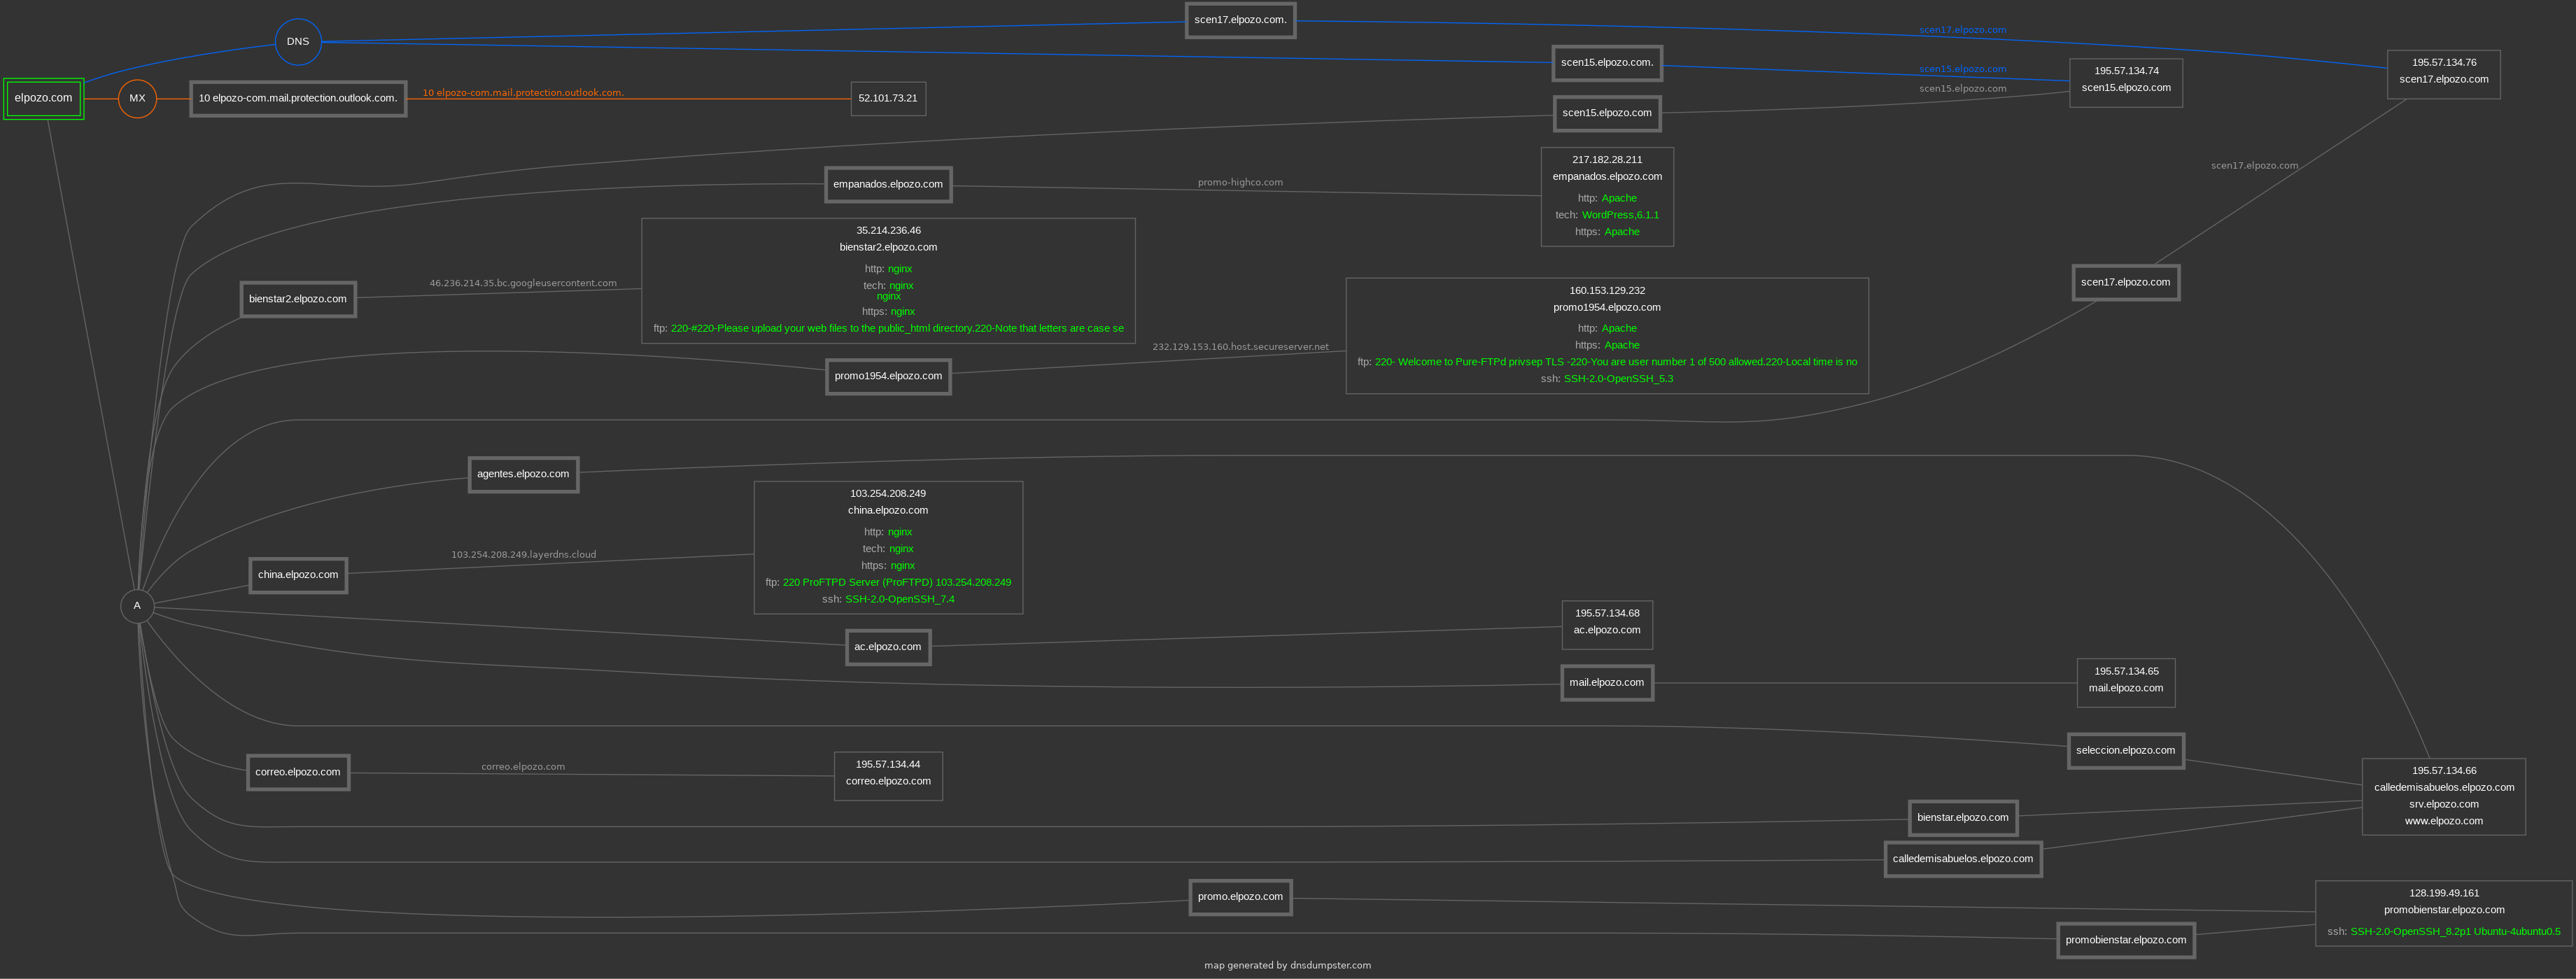 scen17.elpozo.com.
scen17.elpozo.com
DNS
scen15.elpozo.com.
scen15.elpozo.com
195.57.134.76
scen17.elpozo.com
195.57.134.74
scen15.elpozo.com
elpozo.com
MX
10 elpozo-com.mail.protection.outlook.com.
10 elpozo-com.mail.protection.outlook.com.
52.101.73.21
scen15.elpozo.com
scen15.elpozo.com
scen17.elpozo.com
empanados.elpozo.com
promo-highco.com
217.182.28.211
empanados.elpozo.com
http: Apache
tech: WordPress,6.1.1
https: Apache
bienstar2.elpozo.com
46.236.214.35.bc.googleusercontent.com
35.214.236.46
bienstar2.elpozo.com
http: nginx
tech: nginx
nginx
https: nginx
ftp: 220-#220-Please upload your web files to the public_html directory.220-Note that letters are case se
scen17.elpozo.com
promo1954.elpozo.com
232.129.153.160.host.secureserver.net
160.153.129.232
promo1954.elpozo.com
http: Apache
https: Apache
ftp: 220- Welcome to Pure-FTPd privsep TLS -220-You are user number 1 of 500 allowed.220-Local time is no
ssh: SSH-2.0-OpenSSH_5.3
agentes.elpozo.com
china.elpozo.com
103.254.208.249.layerdns.cloud
103.254.208.249
china.elpozo.com
http: nginx
tech: nginx
https: nginx
ftp: 220 ProFTPD Server (ProFTPD) 103.254.208.249
ssh: SSH-2.0-OpenSSH_7.4
A
ac.elpozo.com
195.57.134.68
ac.elpozo.com
mail.elpozo.com
195.57.134.65
mail.elpozo.com
seleccion.elpozo.com
correo.elpozo.com
correo.elpozo.com
195.57.134.44
correo.elpozo.com
195.57.134.66
calledemisabuelos.elpozo.com
srv.elpozo.com
www.elpozo.com
bienstar.elpozo.com
calledemisabuelos.elpozo.com
promo.elpozo.com
128.199.49.161
promobienstar.elpozo.com
ssh: SSH-2.0-OpenSSH_8.2p1 Ubuntu-4ubuntu0.5
promobienstar.elpozo.com
map generated by dnsdumpster.com